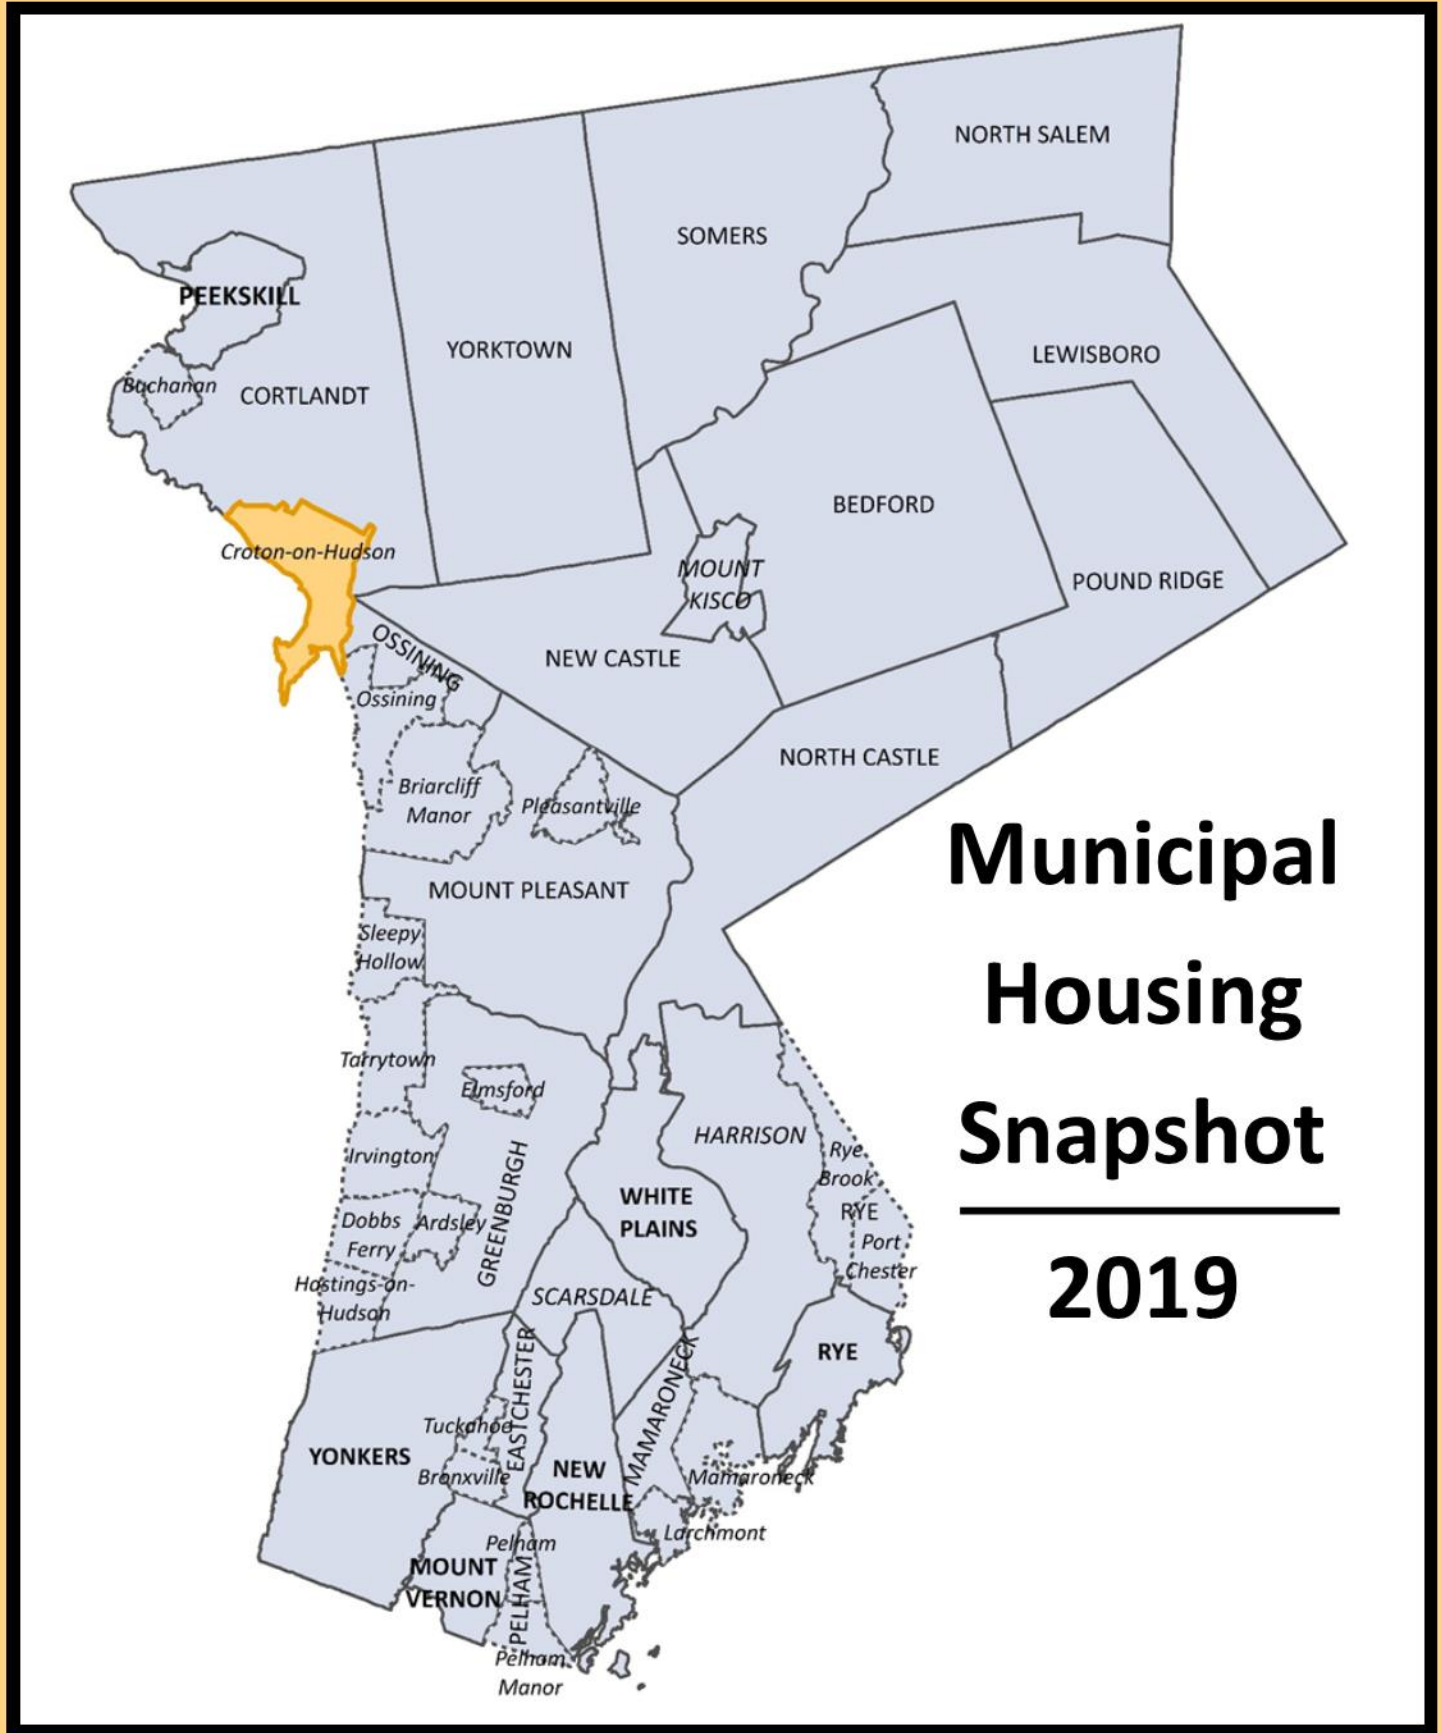 NORTH SALEM
SOMERS
PEEKSKILL
YORKTOWN
LEWISBORO
Buchanan
CORTLANDT
BEDFORD
Croton-on-Hudson
MOUNT
KISCO
POUND RIDGE
OSSINING
NEW CASTLE
Ossining
NORTH CASTLE
Briarcliff
Manor
Pleasantville
MOUNT PLEASANT
Sleepy
Hollow
Tarrytown
Elmsford
HARRISON
Irvington
Rye
Brook
GREENBURGH
WHITE
PLAINS
RYE
Dobbs
Ferry
Ardsley
Port
Chester
Hastings-on-
Hudson
SCARSDALE
RYE
EASTCHESTER
MAMARONECK
Tuckahoe
YONKERS
Bronxville
NEW
ROCHELLE
Mamaroneck
Larchmont
Pelham
MOUNT
VERNON
PELHAM
Pelham
Manor
Municipal
Housing
Snapshot
2019